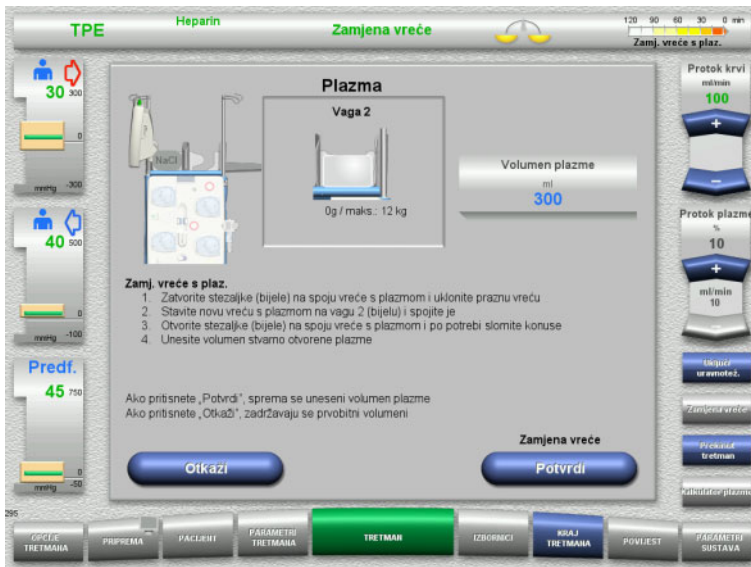 TPE
Heparin
Zamjena vreće
120 90 60 30 0 min
Zamj. vreće s plaz.
30 300
0
mmHg -300
40 500
0
mmHg -100
Predf.
45 750
0
mmHg -50
Plazma
NaCl
Vaga 2
0g / maks.: 12 kg
Volumen plazme
ml
300
Zamj. vreće s plaz.
1. Zatvorite stezaljke (bijele) na spoju vreće s plazmom i uklonite praznu vreću
2. Stavite novu vreću s plazmom na vagu 2 (bijelu) i spojite je
3. Otvorite stezaljke (bijele) na spoju vreće s plazmom i po potrebi slomite konuse
4. Unesite volumen stvarno otvorene plazme
Ako pritisnete „Potvrdi”, sprema se uneseni volumen plazme
Ako pritisnete „Otkaži”, zadržavaju se prvobitni volumeni
Zamjena vreće
Otkaži
Potvrdi
Protok krvi
ml/min
100
+
–
Protok plazme
%
10
+
ml/min
10
–
Uključi
uravnotež.
Zamjena vreće
Prekinut
tretman
Kalkulator plazme
295
OPCIJE
TRETMANA
PRIPREMA
PACIJENT
PARAMETRI
TRETMANA
TRETMAN
IZBORNICI
KRAJ
TRETMANA
POVIJEST
PARAMETRI
SUSTAVA